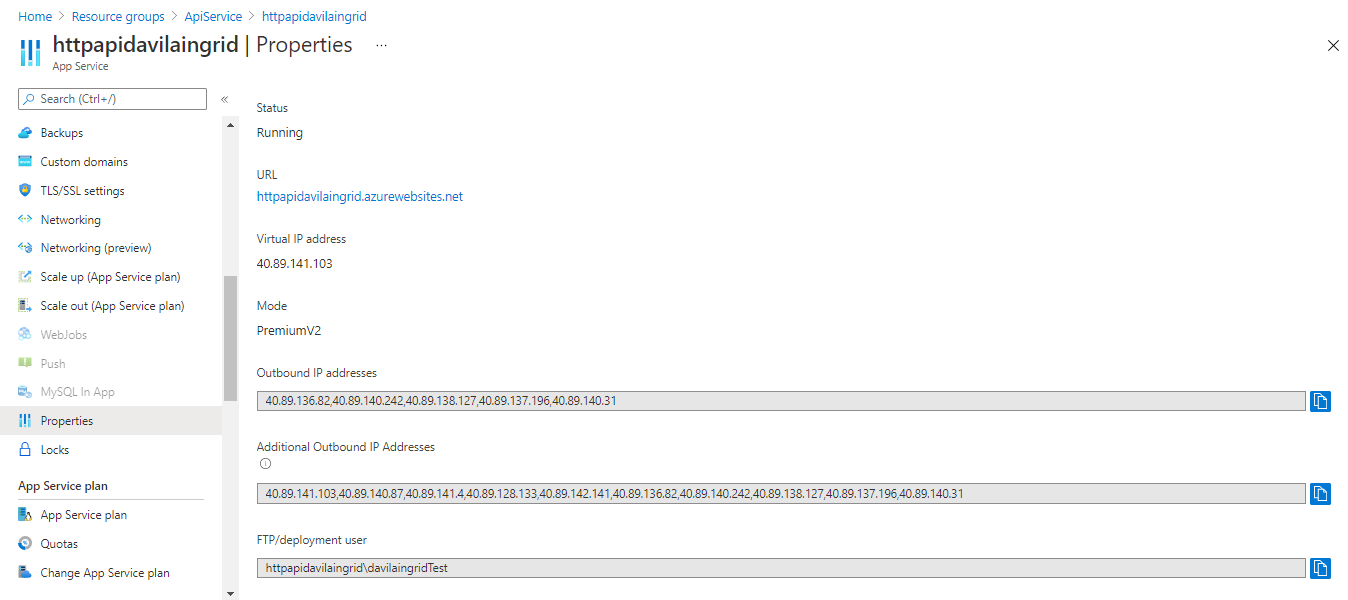 Home > Resource groups > ApiService > httpapidavilaingrid
httpapidavilaingrid | Properties ...
App Service
Search (Ctrl+/)
«
Backups
Custom domains
TLS/SSL settings
Networking
Networking (preview)
Scale up (App Service plan)
Scale out (App Service plan)
WebJobs
Push
MySQL In App
Properties
Locks
App Service plan
App Service plan
Quotas
Change App Service plan
Status
Running
URL
httpapidavilaingrid.azurewebsites.net
Virtual IP address
40.89.141.103
Mode
PremiumV2
Outbound IP addresses
40.89.136.82,40.89.140.242,40.89.138.127,40.89.137.196,40.89.140.31
Additional Outbound IP Addresses
40.89.141.103,40.89.140.87,40.89.141.4,40.89.128.133,40.89.142.141,40.89.136.82,40.89.140.242,40.89.138.127,40.89.137.196,40.89.140.31
FTP/deployment user
httpapidavilaingrid\davilaingridTest